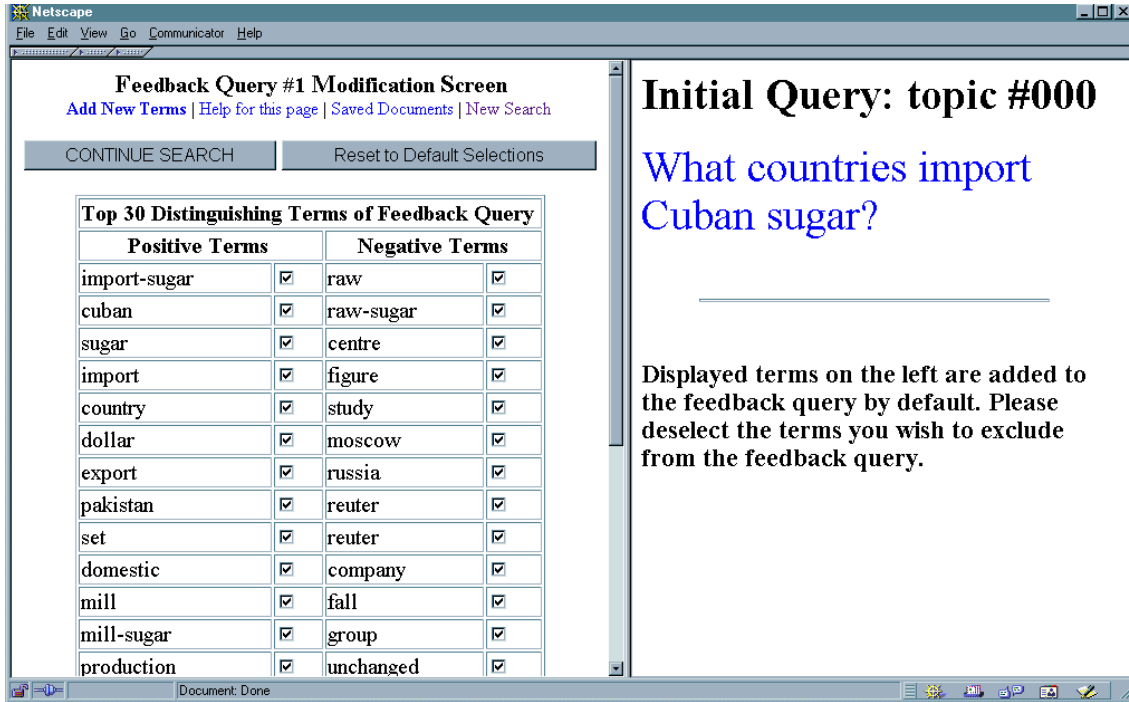 Netscape
File Edit View Go Communicator Help
Feedback Query #1 Modification Screen
Add New Terms | Help for this page | Saved Documents | New Search
CONTINUE SEARCH Reset to Default Selections
Top 30 Distinguishing Terms of Feedback Query
Positive Terms Negative Terms
import-sugar raw
cuban raw-sugar
sugar centre
import figure
country study
dollar moscow
export russia
pakistan reuter
set reuter
domestic company
mill fall
mill-sugar group
production unchanged
Initial Query: topic #000
What countries import
Cuban sugar?
Displayed terms on the left are added to
the feedback query by default. Please
deselect the terms you wish to exclude
from the feedback query.
Document: Done